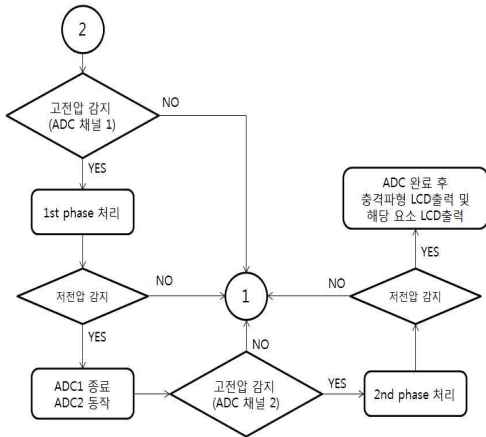 2
고전압 감지
(ADC 채널 1)
NO
YES
1st phase 처리
ADC 완료 후
충격파형 LCD출력 및
해당 요소 LCD출력
YES
저전압 감지
NO
1
NO
저전압 감지
YES
NO
ADC1 종료
ADC2 동작
고전압 감지
(ADC 채널 2)
YES
2nd phase 처리